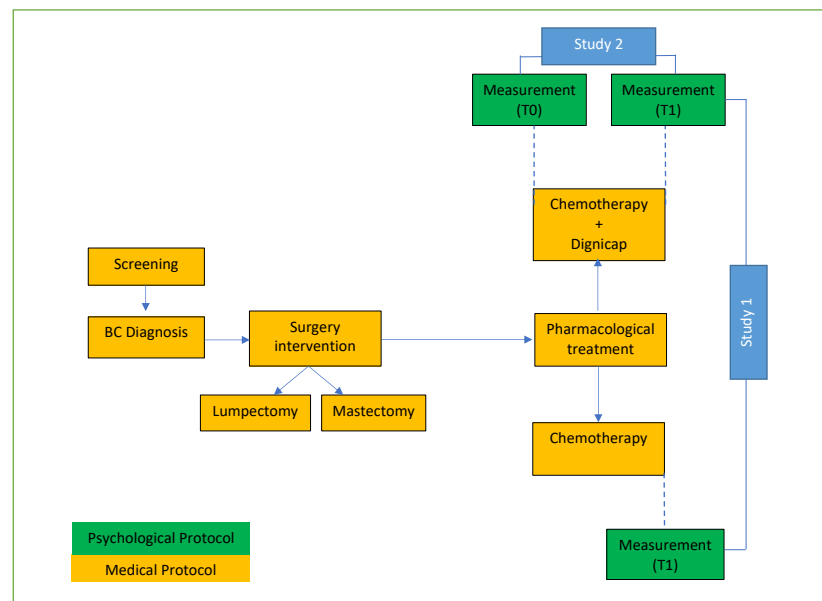 Study 2
Measurement
(T0)
Measurement
(T1)
Chemotherapy
+
Dignicap
Screening
BC Diagnosis
Surgery
intervention
Pharmacological
treatment
Study 1
Lumpectomy
Mastectomy
Chemotherapy
Psychological Protocol
Medical Protocol
Measurement
(T1)